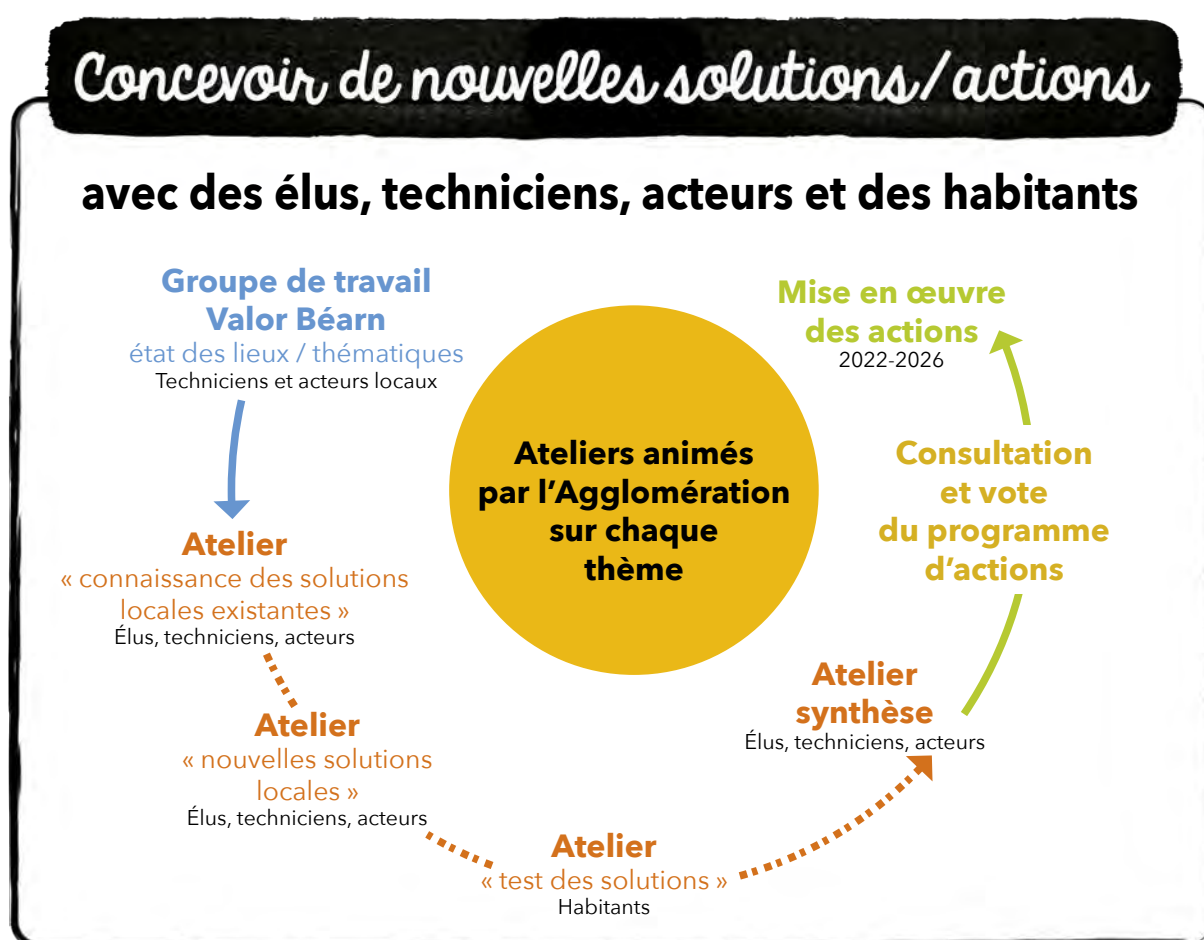 Concevoir de nouvelles solutions/actions
avec des élus, techniciens, acteurs et des habitants
Groupe de travail
Valor Béarn
état des lieux / thématiques
Techniciens et acteurs locaux
Atelier
« connaissance des solutions
locales existantes »
Élus, techniciens, acteurs
Atelier
« nouvelles solutions
locales »
Élus, techniciens, acteurs
Atelier
« test des solutions »
Habitants
Atelier
synthèse
Élus, techniciens, acteurs
Consultation
et vote
du programme
d'actions
Mise en œuvre
des actions
2022-2026
Ateliers animés
par l'Agglomération
sur chaque
thème